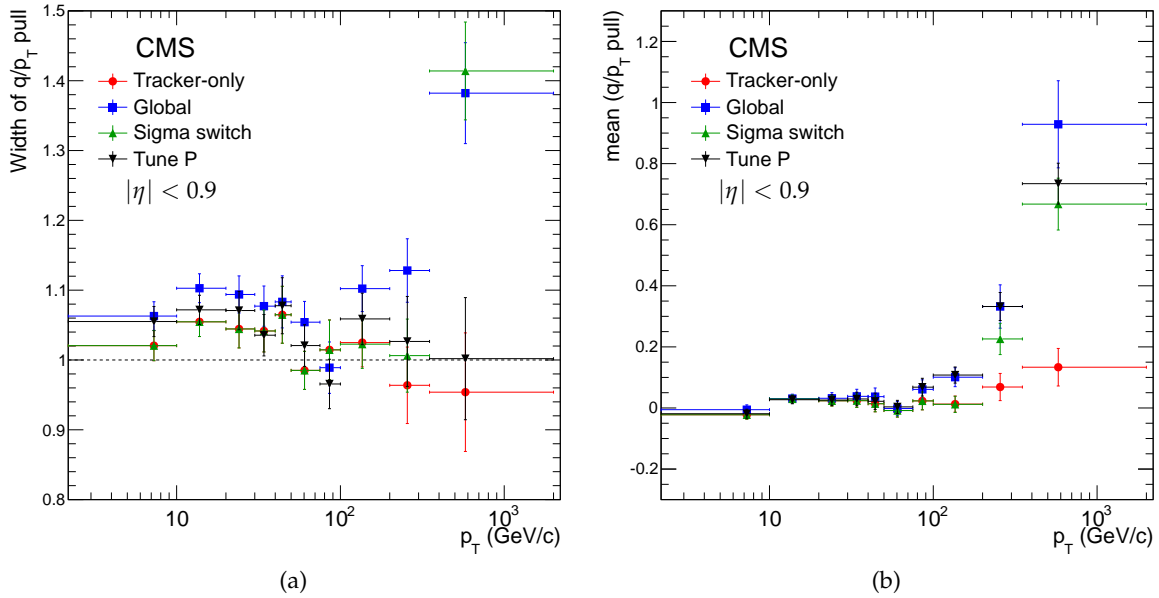 Width of q/p_T pull
1.5
1.4
1.3
1.2
1.1
1
0.9
0.8
CMS
Tracker-only
Global
Sigma switch
Tune P
|η| < 0.9
10
10²
10³
p_T (GeV/c)
(a)
mean (q/p_T pull)
1.2
1
0.8
0.6
0.4
0.2
0
-0.2
CMS
Tracker-only
Global
Sigma switch
Tune P
|η| < 0.9
10
10²
10³
p_T (GeV/c)
(b)